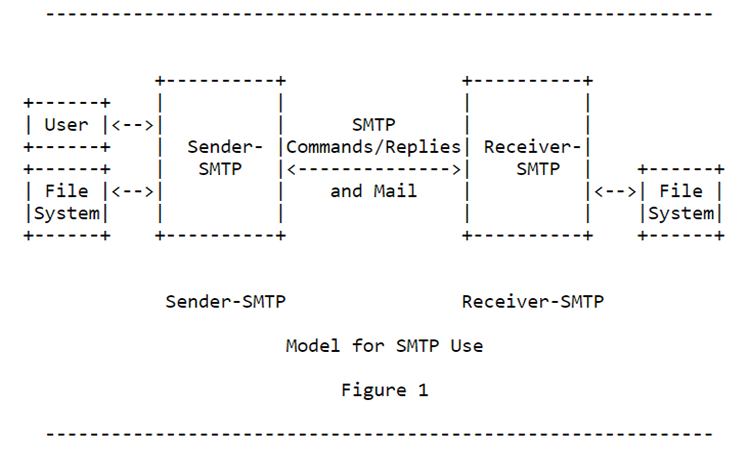 -------------------------------------------------------------
          +----------+                +----------+
+------+  |          |                |          |
| User |<-->|          |      SMTP      |          |
+------+    |  Sender- |Commands/Replies| Receiver-|
+------+    |   SMTP   |<-------------->|    SMTP  |    +------+
| File |<-->|          |    and Mail    |          |<-->| File |
|System|    |          |                |          |    |System|
+------+    +----------+                +----------+    +------+
Sender-SMTP                Receiver-SMTP
Model for SMTP Use
Figure 1
-------------------------------------------------------------